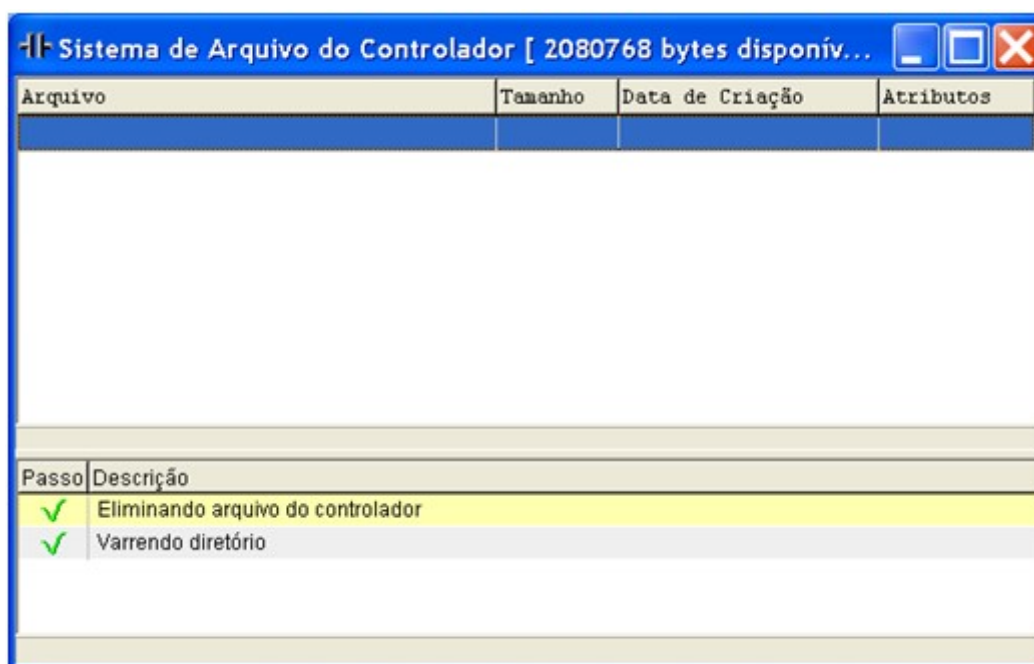 Sistema de Arquivo do Controlador [ 2080768 bytes disponív...
Arquivo Tamanho Data de Criação Atributos
Passo Descrição
Eliminando arquivo do controlador
Varrendo diretório